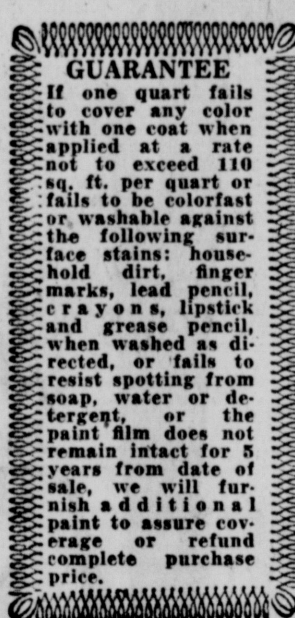 GUARANTEE
If one quart fails
to cover any color
with one coat when
applied at a rate
not to exceed 110
sq. ft. per quart or
fails to be colorfast
or washable against
the following sur-
face stains: house-
hold dirt, finger
marks, lead pencil,
crayons, lipstick
and grease pencil,
when washed as di-
rected, or fails to
resist spotting from
soap, water or de-
tergent, or the
paint film does not
remain intact for 5
years from date of
sale, we will fur-
nish additional
paint to assure cov-
erage or refund
complete purchase
price.